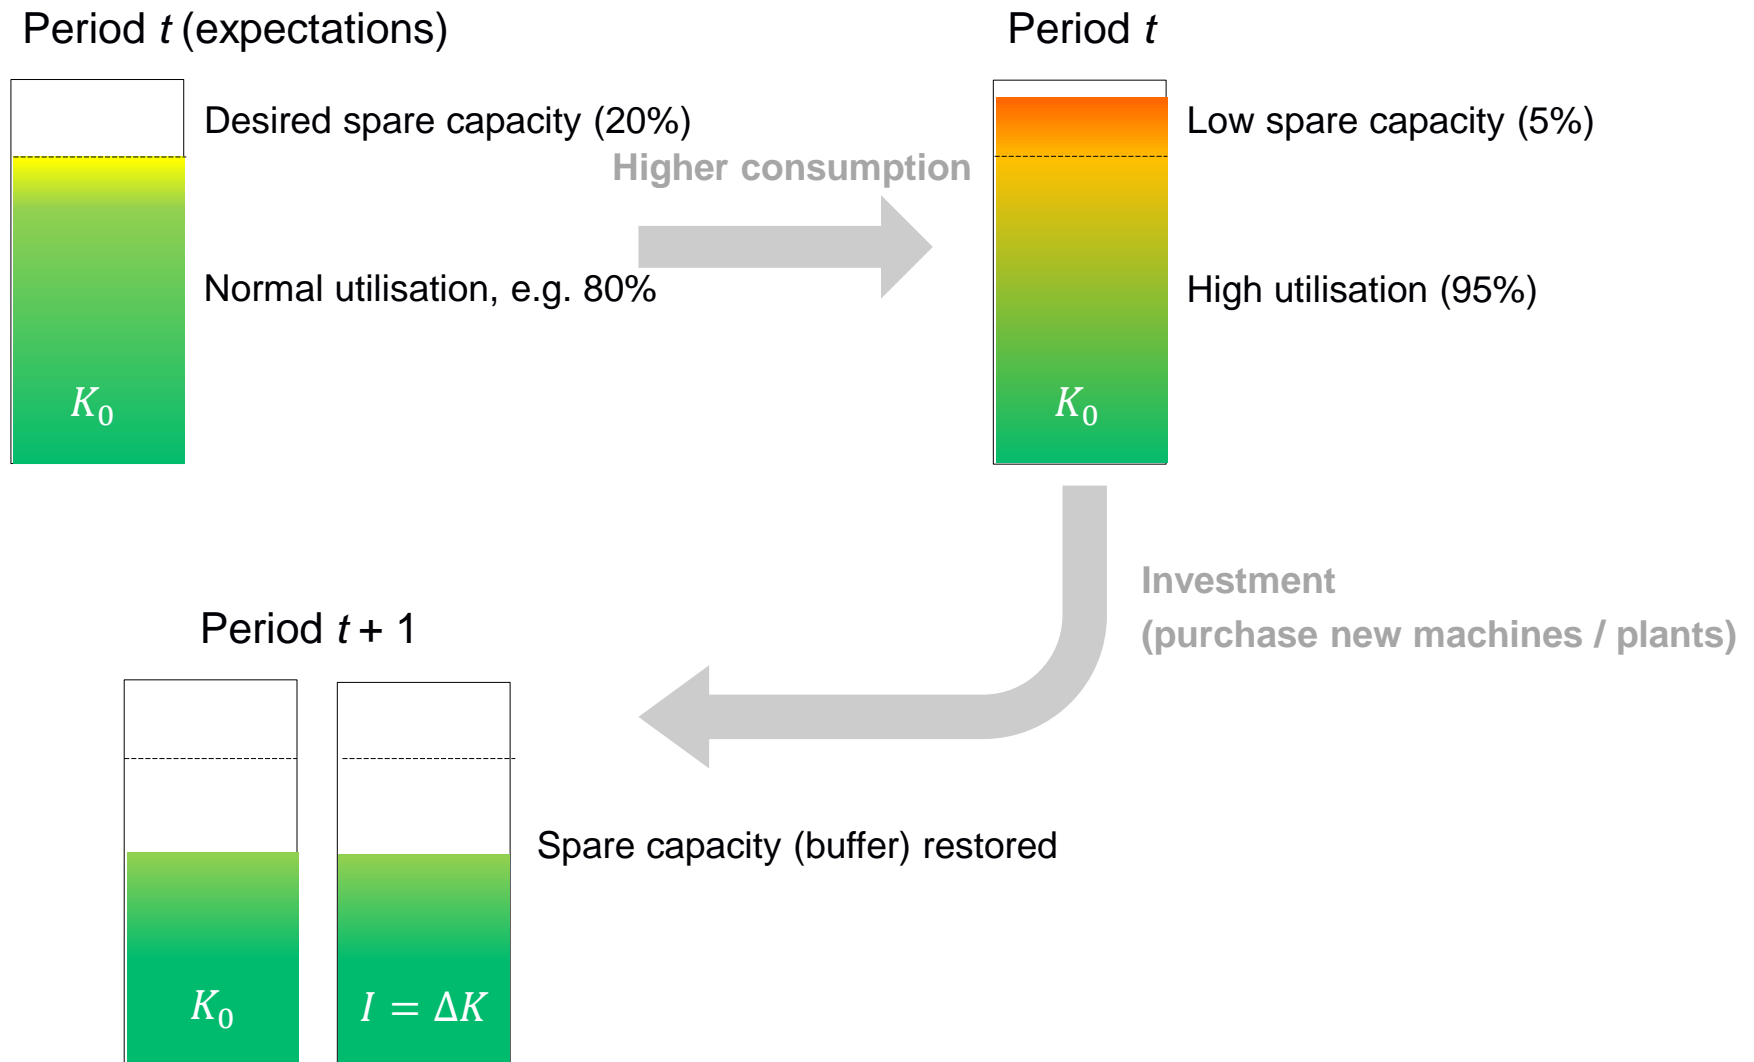 Period t (expectations)
Desired spare capacity (20%)
Normal utilisation, e.g. 80%
K₀
Higher consumption
Period t
Low spare capacity (5%)
High utilisation (95%)
K₀
Investment
(purchase new machines / plants)
Period t + 1
Spare capacity (buffer) restored
K₀
I = ΔK